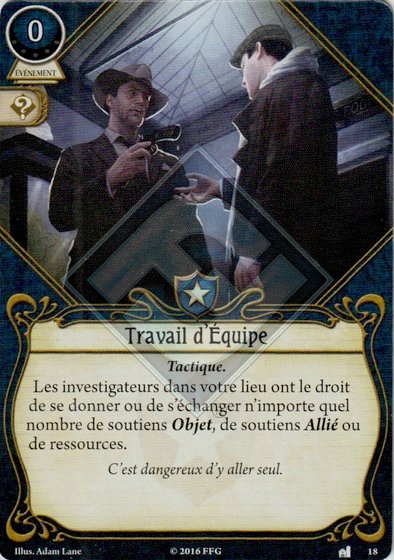 0
ÉVÉNEMENT
?
Travail d'Équipe
Tactique.
Les investigateurs dans votre lieu ont le droit
de se donner ou de s'échanger n'importe quel
nombre de soutiens Objet, de soutiens Allié ou
de ressources.
C'est dangereux d'y aller seul.
Illus. Adam Lane © 2016 FFG 18